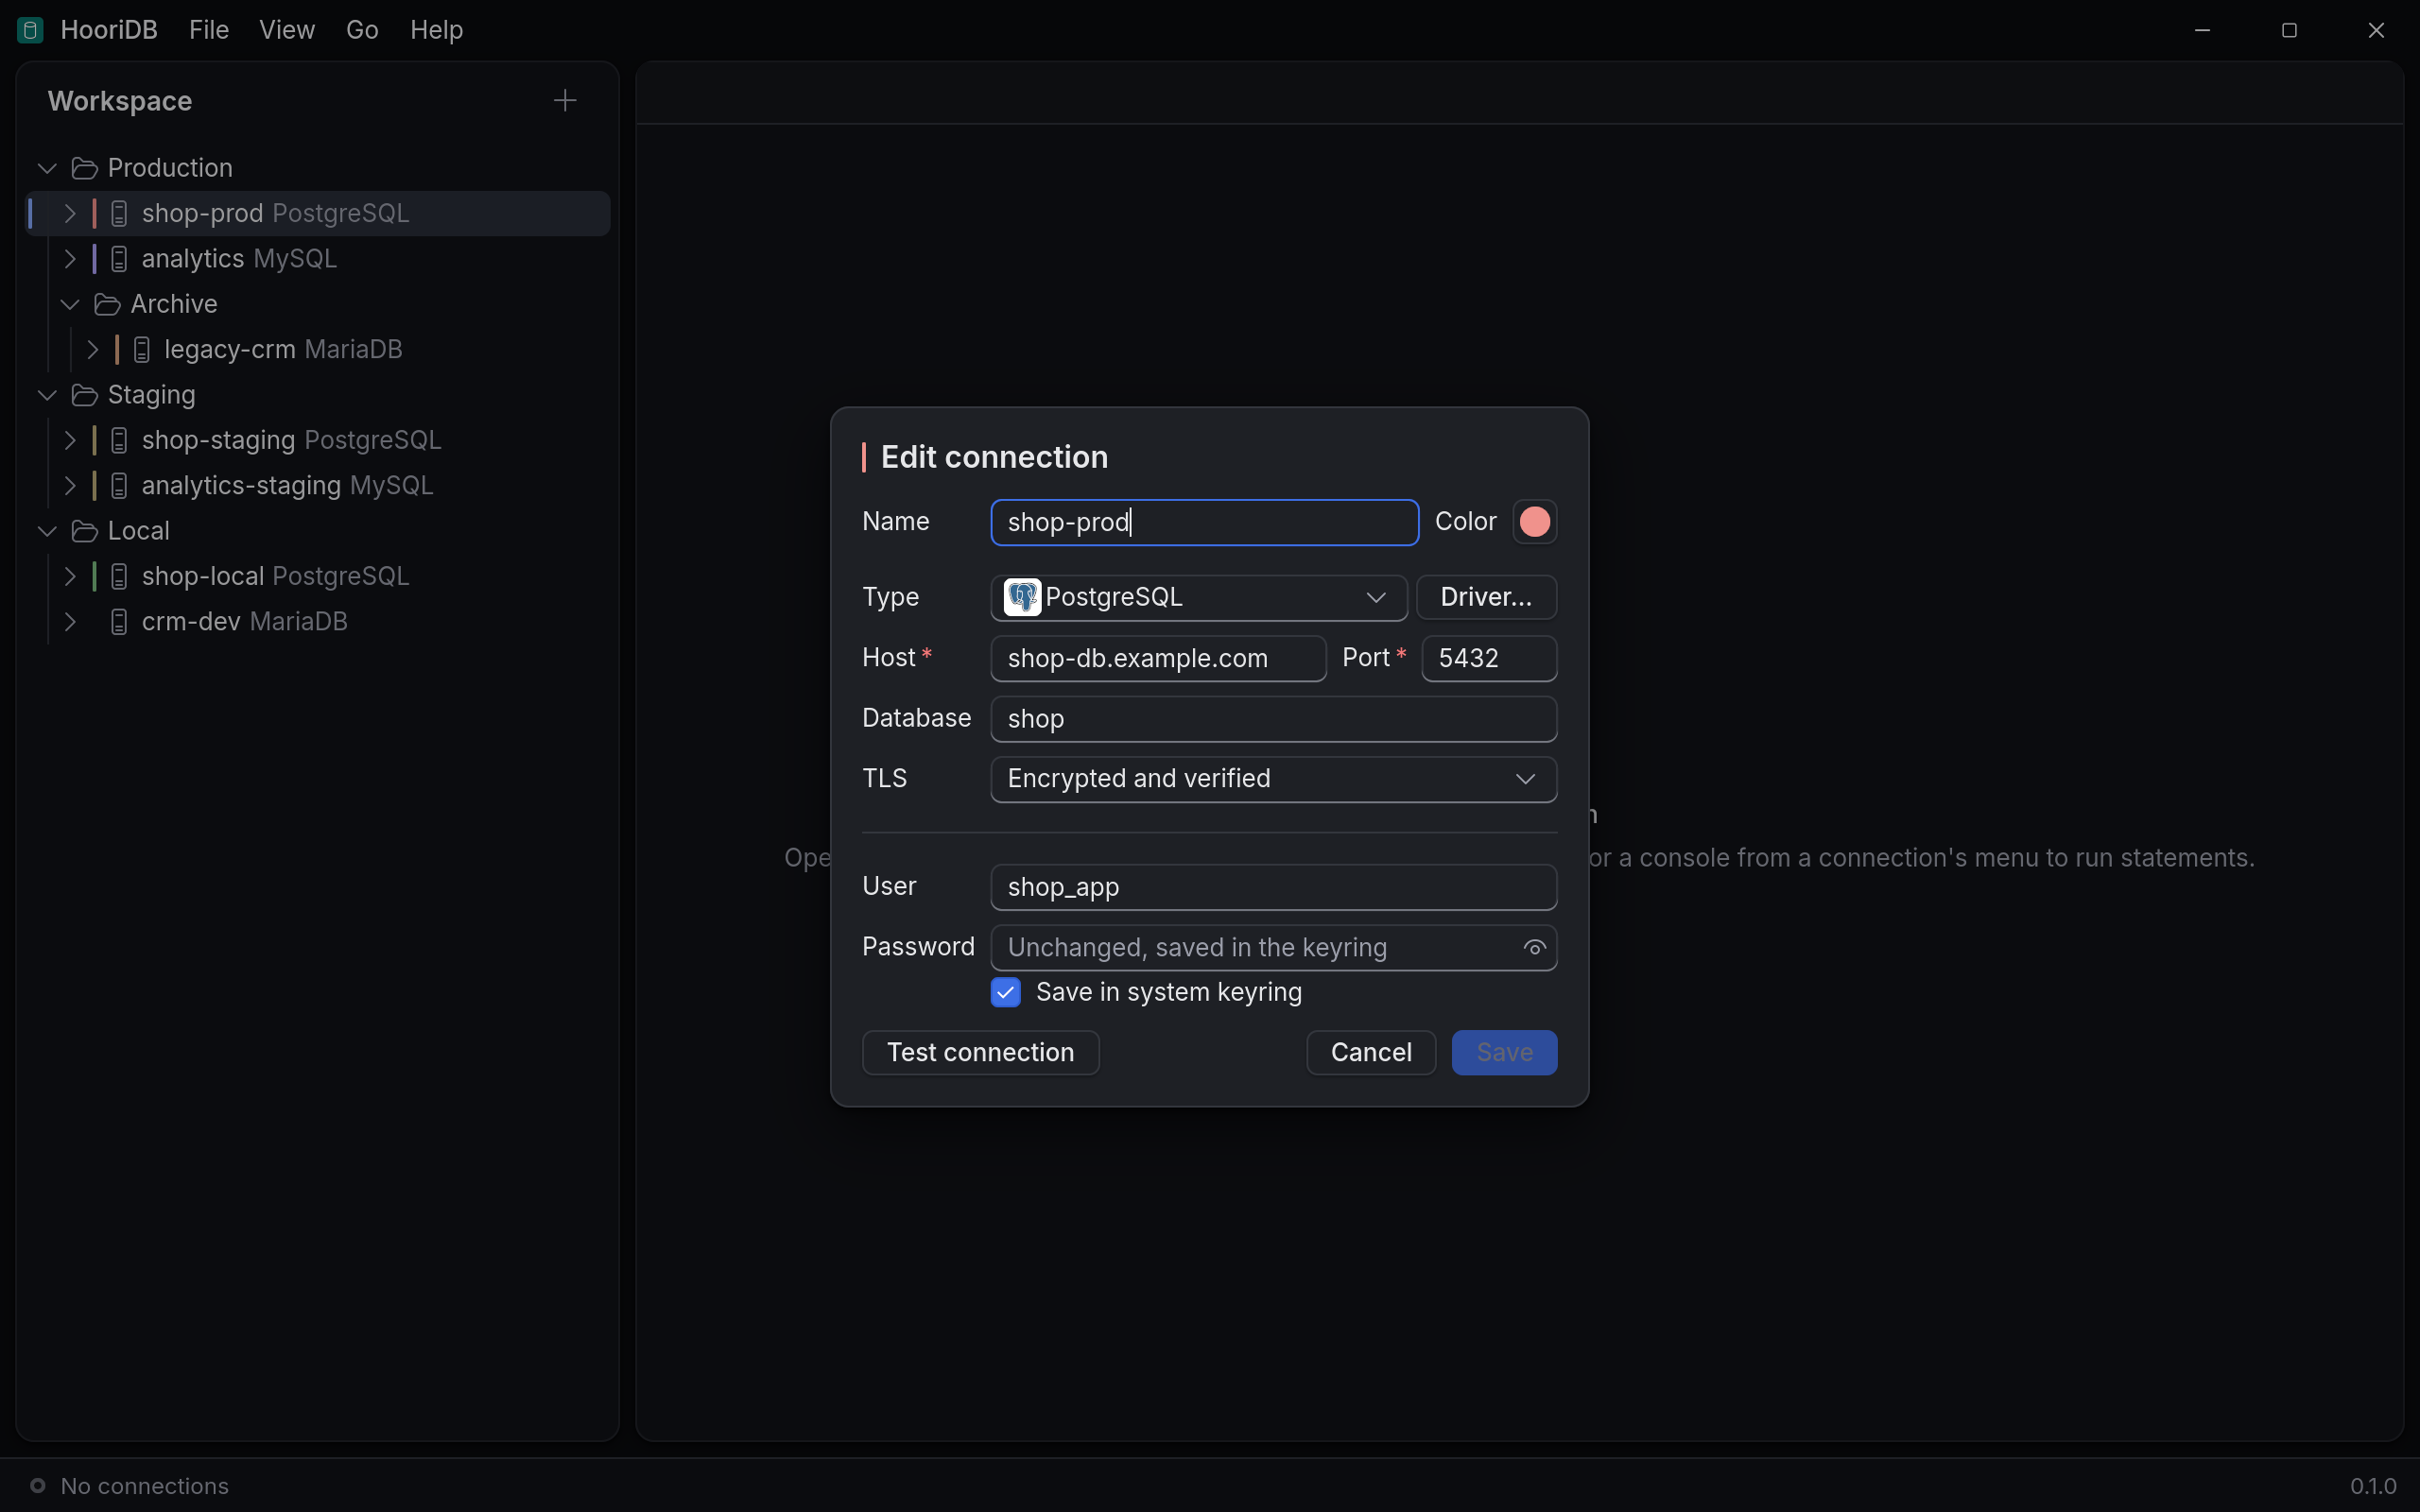 HooriDB File View Go Help
Workspace
Production
shop-prod PostgreSQL
analytics MySQL
Archive
legacy-crm MariaDB
Staging
shop-staging PostgreSQL
analytics-staging MySQL
Local
shop-local PostgreSQL
crm-dev MariaDB
Edit connection
Name shop-prod Color
Type PostgreSQL Driver...
Host * shop-db.example.com Port * 5432
Database shop
TLS Encrypted and verified
Ope
or a console from a connection's menu to run statements.
User shop_app
Password Unchanged, saved in the keyring
Save in system keyring
Test connection Cancel Save
No connections 0.1.0